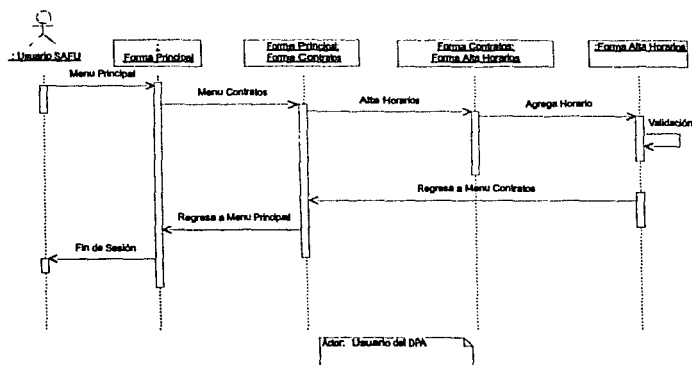 : Usuario SAFU
: Forma Principal
Forma Principal:
Forma Contratos
Forma Contratos:
Forma Alta Horarios
:Forma Alta Horarios
Menu Principal
Menu Contratos
Alta Horarios
Agrega Horario
Validación
Regresa a Menu Contratos
Regresa a Menu Principal
Fin de Sesión
Actor: Usuario del DPA